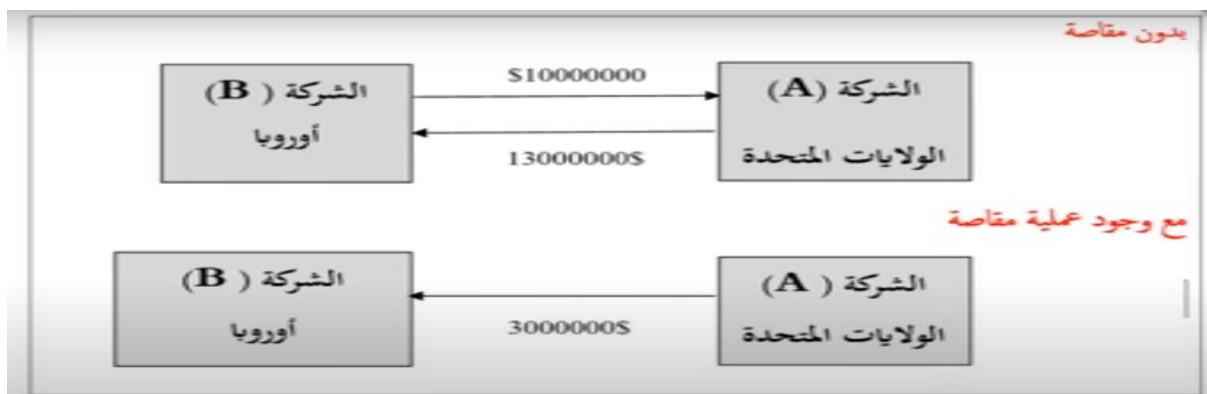 بدون مقاصة
الشركة (A)
الولايات المتحدة
$10000000
13000000$
الشركة ( B)
أوروبا
مع وجود عملية مقاصة
الشركة ( A)
الولايات المتحدة
3000000$
الشركة ( B)
أوروبا